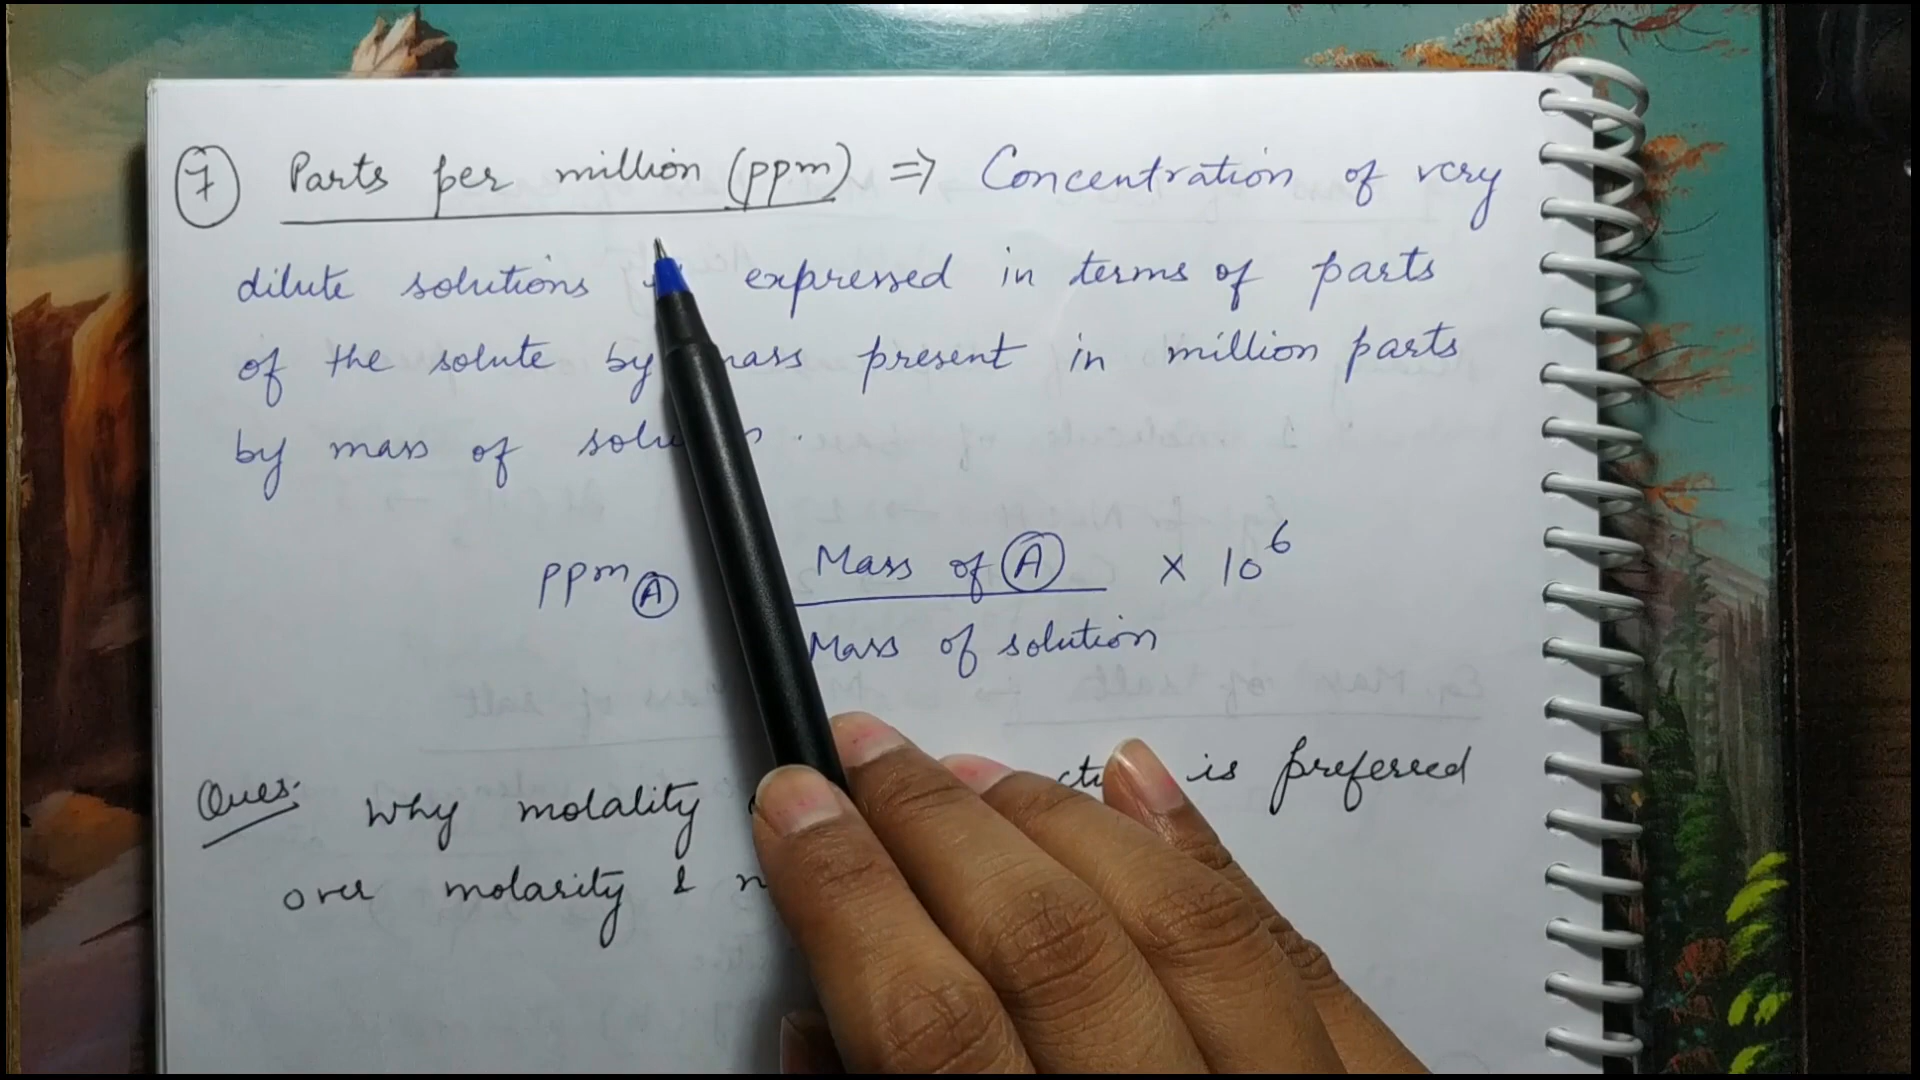 7 Parts per million (ppm) => Concentration of very
dilute solutions expressed in terms of parts
of the solute by mass present in million parts
by mass of
ppm A Mass of A × 10^6
Mass of solution
Ques. Why molality is preferred
over molarity &